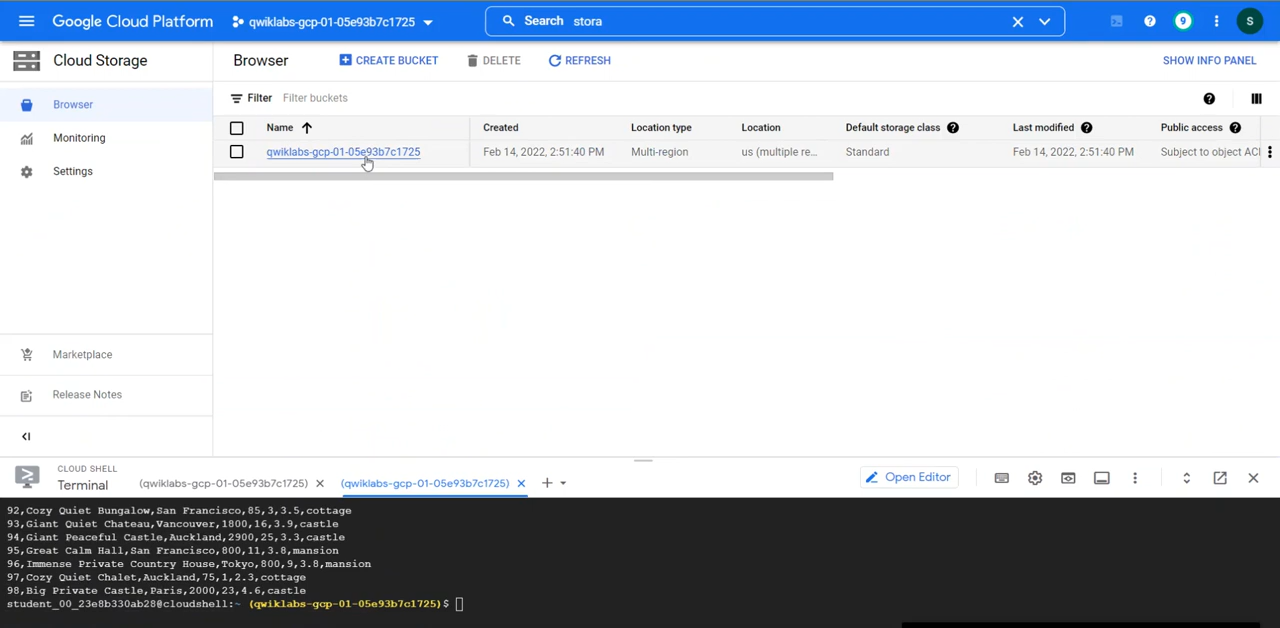 Google Cloud Platform qwiklabs-gcp-01-05e93b7c1725 Search stora 9 S
Cloud Storage Browser CREATE BUCKET DELETE REFRESH SHOW INFO PANEL
Browser
Monitoring
Settings
Marketplace
Release Notes
Filter Filter buckets
Name Created Location type Location Default storage class Last modified Public access
qwiklabs-gcp-01-05e93b7c1725 Feb 14, 2022, 2:51:40 PM Multi-region us (multiple re... Standard Feb 14, 2022, 2:51:40 PM Subject to object ACl
CLOUD SHELL
Terminal (qwiklabs-gcp-01-05e93b7c1725) × (qwiklabs-gcp-01-05e93b7c1725) × + Open Editor
92,Cozy Quiet Bungalow,San Francisco,85,3,3.5,cottage
93,Giant Quiet Chateau,Vancouver,1800,16,3.9,castle
94,Giant Peaceful Castle,Auckland,2900,25,3.3,castle
95,Great Calm Hall,San Francisco,800,11,3.8,mansion
96,Immense Private Country House,Tokyo,800,9,3.8,mansion
97,Cozy Quiet Chalet,Auckland,75,1,2.3,cottage
98,Big Private Castle,Paris,2000,23,4.6,castle
student_00_23e8b330ab28@cloudshell:~ (qwiklabs-gcp-01-05e93b7c1725)$